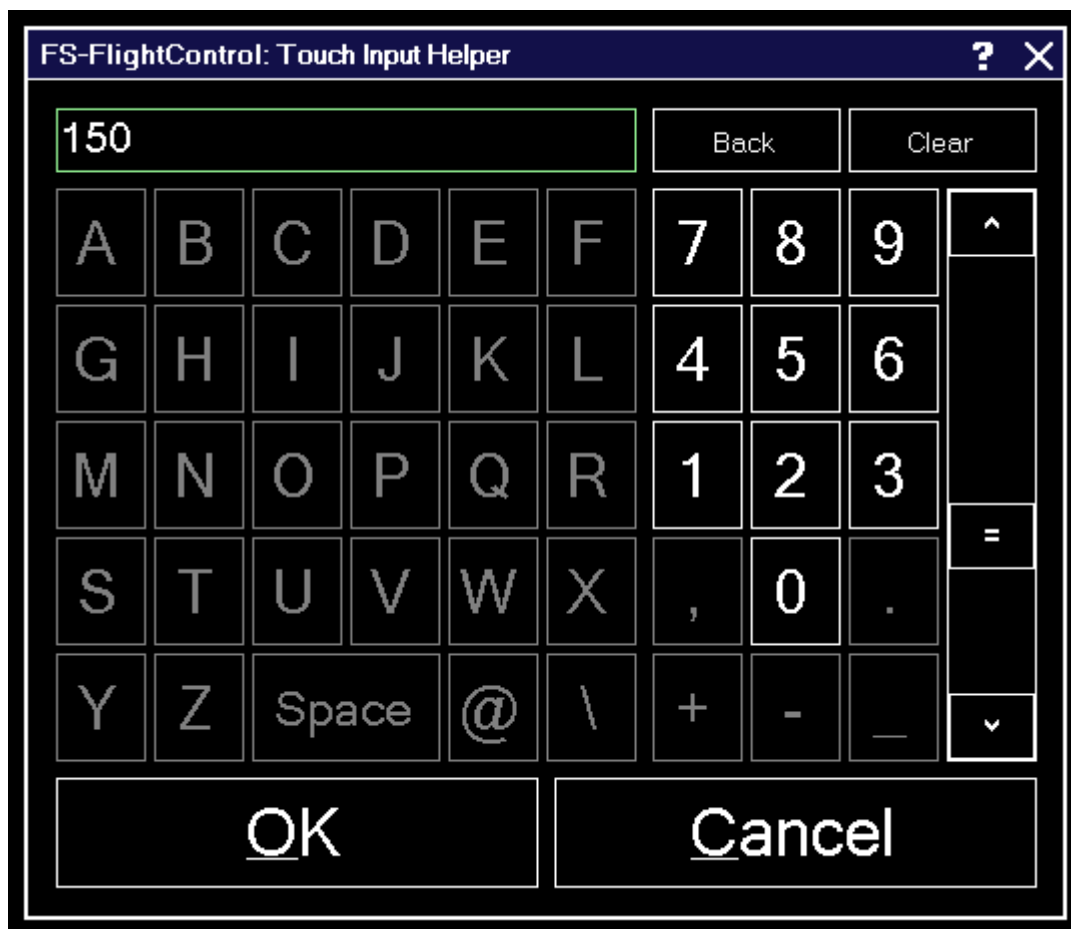 FS-FlightControl: Touch Input Helper ? X
150 Back Clear
A B C D E F 7 8 9 ^
G H I J K L 4 5 6
M N O P Q R 1 2 3
=
S T U V W X , 0 .
Y Z Space @ \ + - _ ⌄
OK Cancel